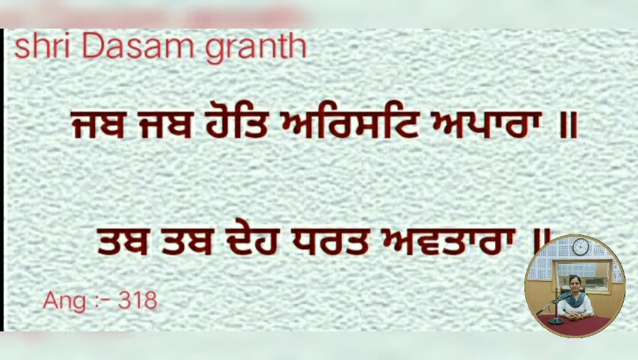 shri Dasam granth
ਜਬ ਜਬ ਹੋਤਿ ਅਰਿਸਟਿ ਅਪਾਰਾ ॥
ਤਬ ਤਬ ਦੇਹ ਧਰਤ ਅਵਤਾਰਾ ॥
Ang :- 318